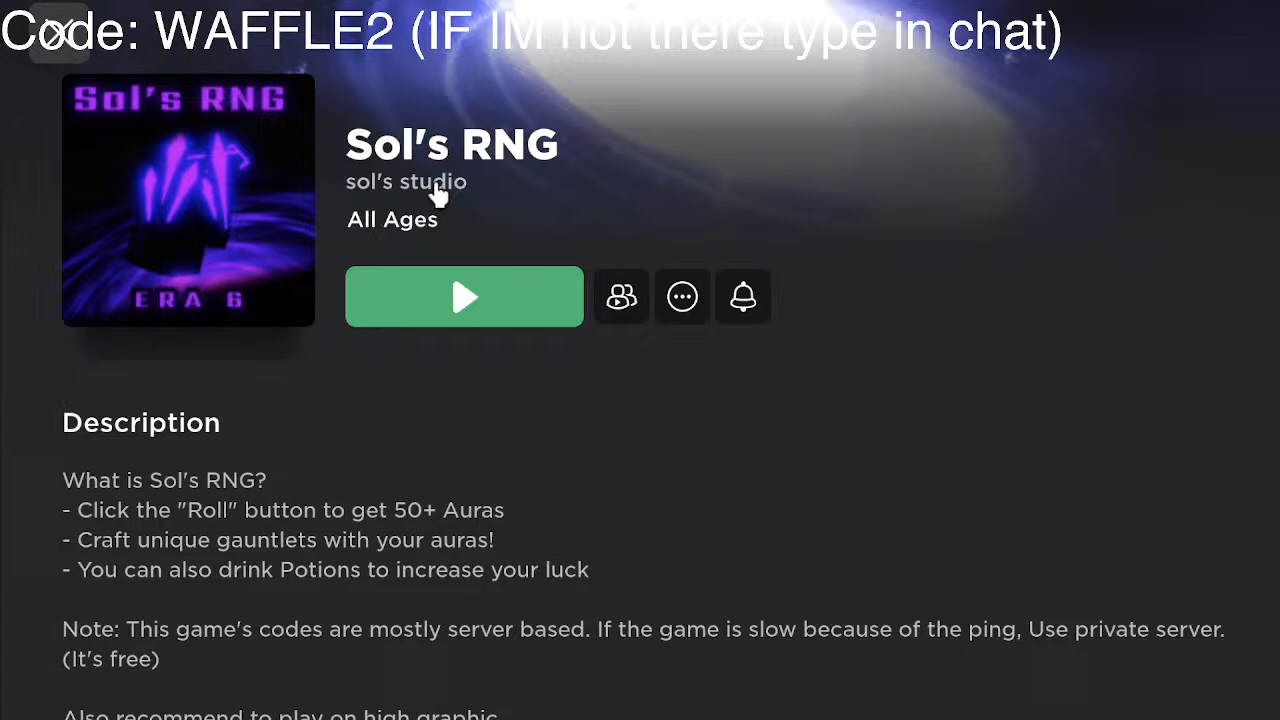 Code: WAFFLE2 (IF IM not there type in chat)
Sol's RNG
ERA 6
Sol's RNG
sol's studio
All Ages
Description
What is Sol's RNG?
- Click the "Roll" button to get 50+ Auras
- Craft unique gauntlets with your auras!
- You can also drink Potions to increase your luck
Note: This game's codes are mostly server based. If the game is slow because of the ping, Use private server.
(It's free)
Also recommend to play on high graphic